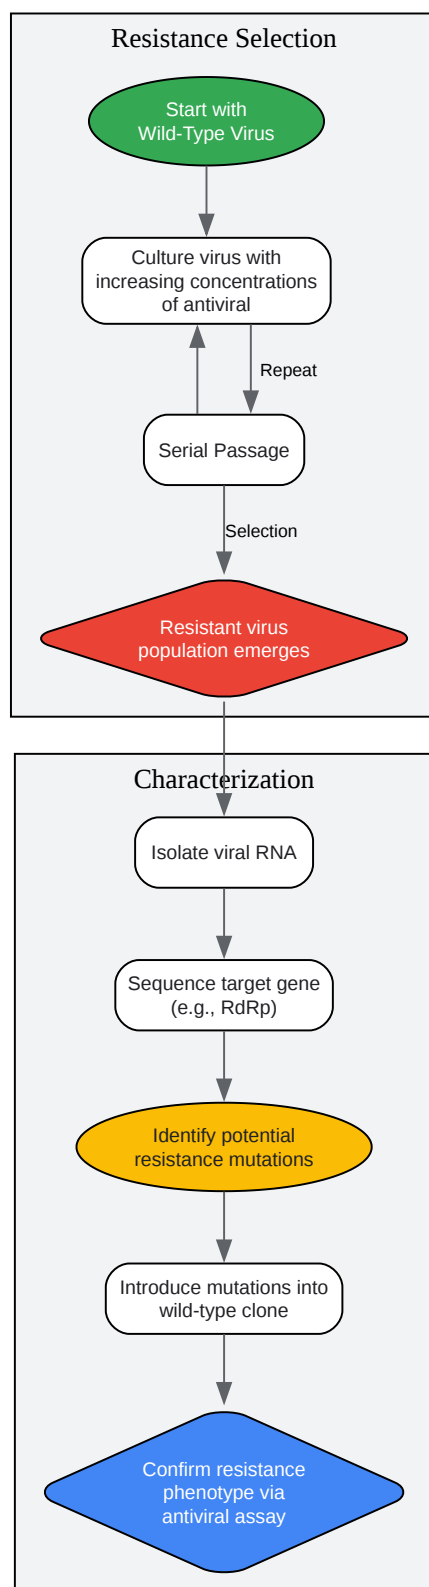 Resistance Selection
Start with
Wild-Type Virus
Culture virus with
increasing concentrations
of antiviral
Repeat
Serial Passage
Selection
Resistant virus
population emerges
Characterization
Isolate viral RNA
Sequence target gene
(e.g., RdRp)
Identify potential
resistance mutations
Introduce mutations into
wild-type clone
Confirm resistance
phenotype via
antiviral assay